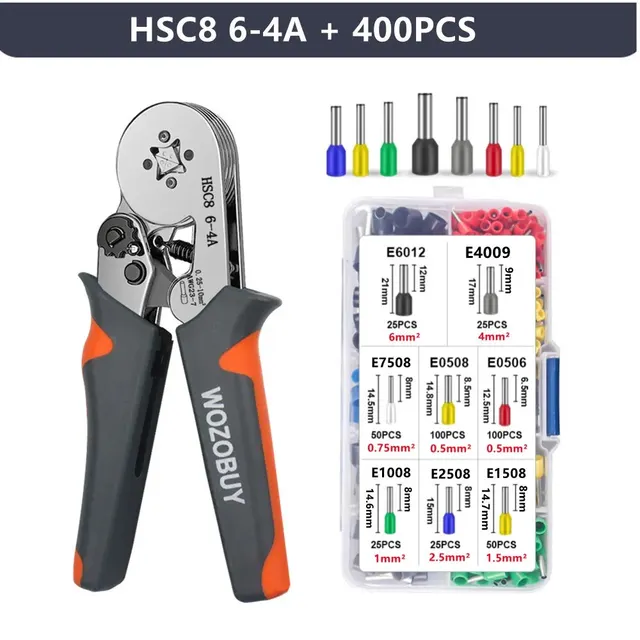 HSC8 6-4A + 400PCS
HSC8 6-4A
0.25-10mm²
AWG23-7
WOZOBUY
E6012
21mm
12mm
25PCS
6mm²
E4009
17mm
9mm
25PCS
4mm²
E7508
14.5mm
8mm
50PCS
0.75mm²
E0508
14.8mm
8.5mm
100PCS
0.5mm²
E0506
12.5mm
6.5mm
100PCS
0.5mm²
E1008
14.6mm
8mm
25PCS
1mm²
E2508
15mm
8mm
25PCS
2.5mm²
E1508
14.7mm
8mm
50PCS
1.5mm²